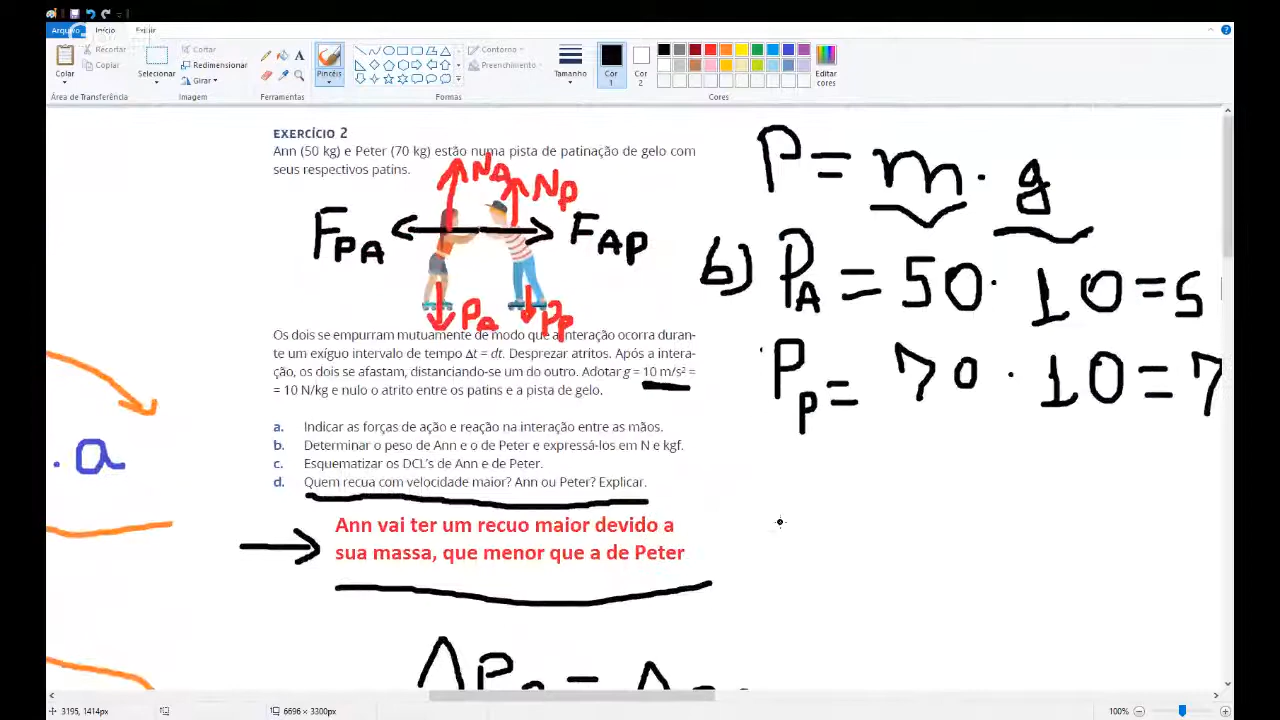 Arquivo Início Exibir
Colar
Recortar
Copiar
Área de Transferência
Selecionar
Cortar
Redimensionar
Girar
Imagem
A
Ferramentas
Pincéis
Contorno
Preenchimento
Formas
Tamanho
Cor 1
Cor 2
Editar cores
Cores
EXERCÍCIO 2
Ann (50 kg) e Peter (70 kg) estão numa pista de patinação de gelo com
seus respectivos patins.
NA
NP
FPA
FAP
PA
PP
Os dois se empurram mutuamente de modo que a interação ocorra duran-
te um exíguo intervalo de tempo Δt = dt. Desprezar atritos. Após a intera-
ção, os dois se afastam, distanciando-se um do outro. Adotar g = 10 m/s² =
= 10 N/kg e nulo o atrito entre os patins e a pista de gelo.
a. Indicar as forças de ação e reação na interação entre as mãos.
b. Determinar o peso de Ann e o de Peter e expressá-los em N e kgf.
c. Esquematizar os DCL's de Ann e de Peter.
d. Quem recua com velocidade maior? Ann ou Peter? Explicar.
Ann vai ter um recuo maior devido a
sua massa, que menor que a de Peter
P = m · g
b) PA = 50 · 10 = 5
PP = 70 · 10 = 7
. a
3195, 1414px
6696 × 3300px
100%